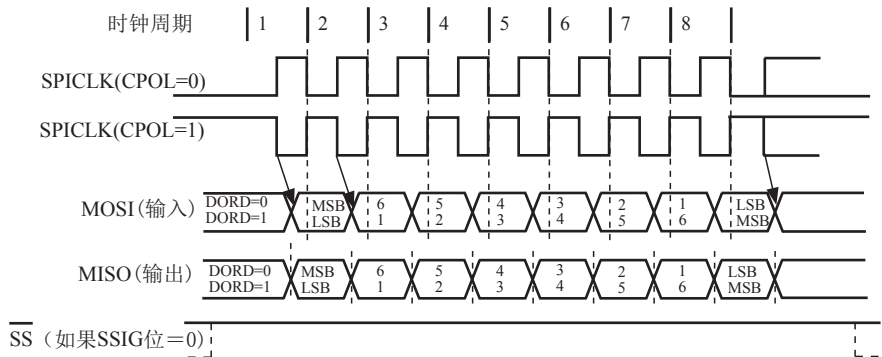 时钟周期 1 2 3 4 5 6 7 8
SPICLK(CPOL=0)
SPICLK(CPOL=1)
MOSI(输入) DORD=0 MSB 6 5 4 3 2 1 LSB
DORD=1 LSB 1 2 3 4 5 6 MSB
MISO(输出) DORD=0 MSB 6 5 4 3 2 1 LSB
DORD=1 LSB 1 2 3 4 5 6 MSB
SS（如果SSIG位＝0）